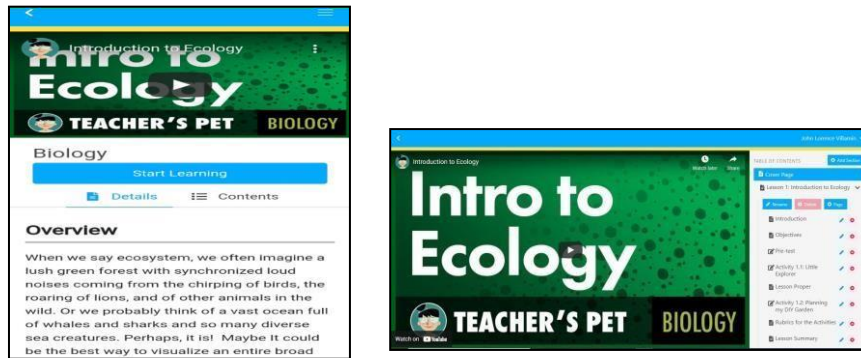 Introduction to Ecology
Intro to
Ecology
TEACHER'S PET BIOLOGY
Biology
Start Learning
Details Contents
Overview
When we say ecosystem, we often imagine a
lush green forest with synchronized loud
noises coming from the chirping of birds, the
roaring of lions, and of other animals in the
wild. Or we probably think of a vast ocean full
of whales and sharks and so many diverse
sea creatures. Perhaps, it is! Maybe It could
be the best way to visualize an entire broad
Introduction to Ecology
Watch later Share
Intro to
Ecology
TEACHER'S PET BIOLOGY
Watch on YouTube
TABLE OF CONTENTS Add Section
Cover Page
Lesson 1: Introduction to Ecology
Rename Delete Page
Introduction
Objectives
Pre-test
Activity 1.1: Little
Explorer
Lesson Proper
Activity 1.2: Planning
my DIY Garden
Rubrics for the Activities
Lesson Summary